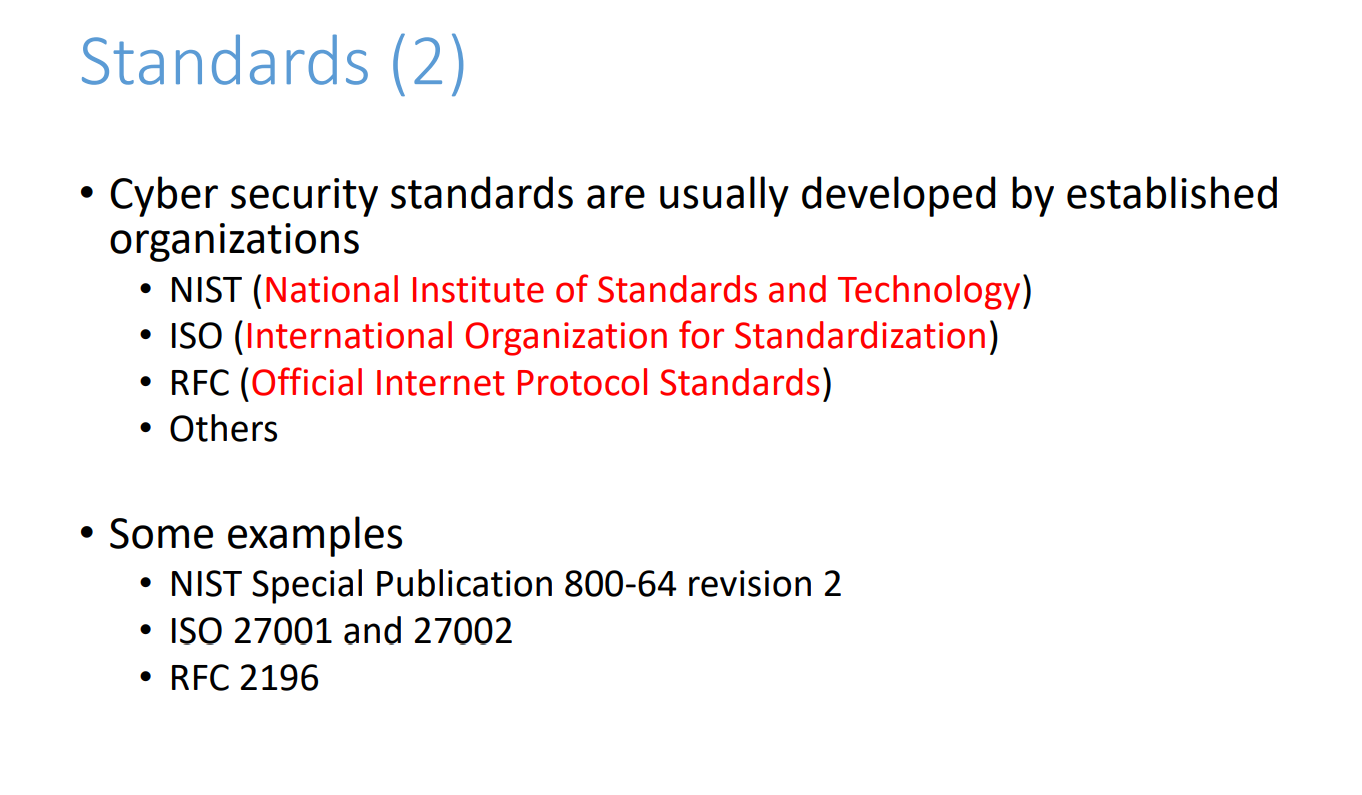 Standards (2)
• Cyber security standards are usually developed by established
organizations
• NIST (National Institute of Standards and Technology)
• ISO (International Organization for Standardization)
• RFC (Official Internet Protocol Standards)
• Others
• Some examples
• NIST Special Publication 800-64 revision 2
• ISO 27001 and 27002
• RFC 2196